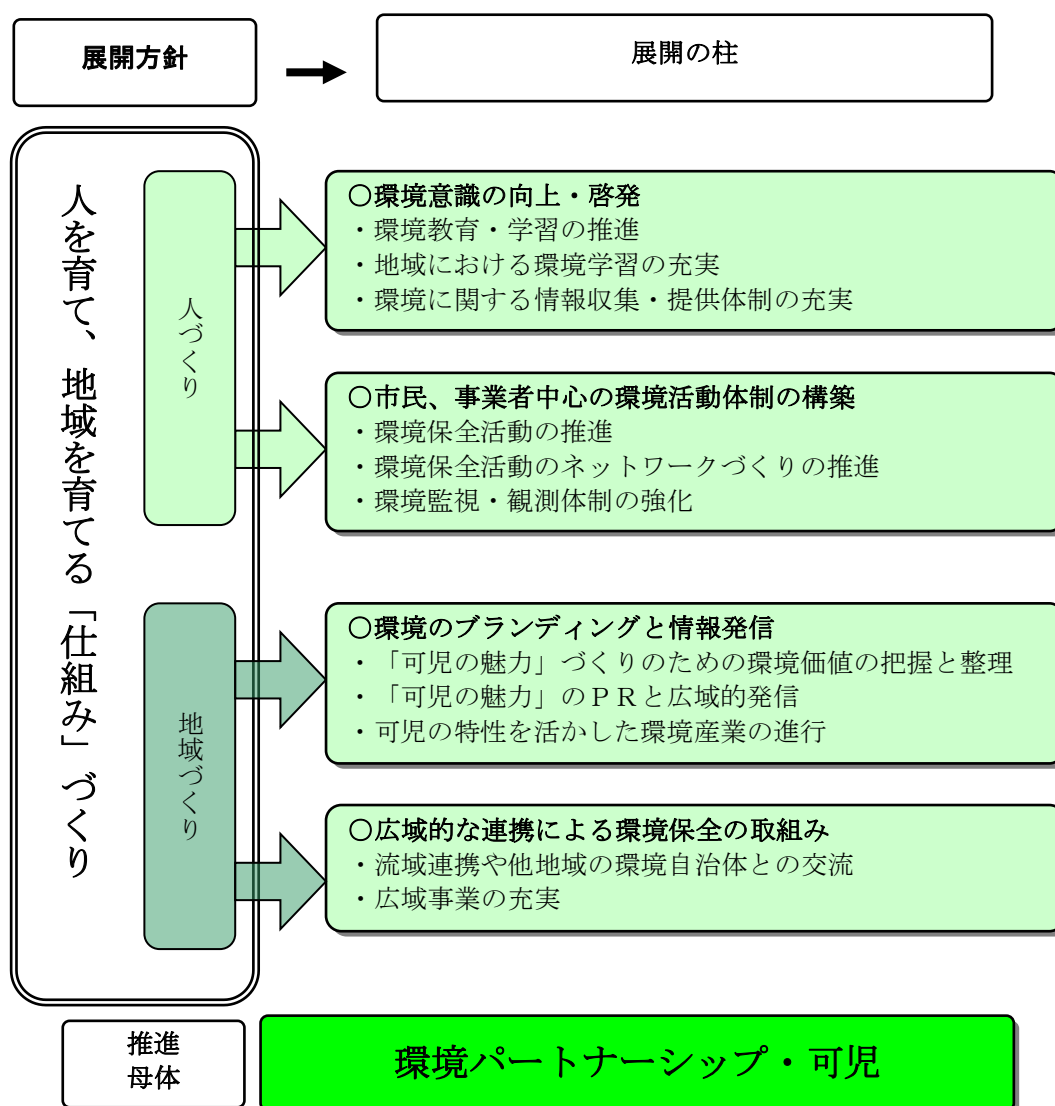 展開方針
展開の柱
人を育て、地域を育てる「仕組み」づくり
人づくり
〇環境意識の向上・啓発
・環境教育・学習の推進
・地域における環境学習の充実
・環境に関する情報収集・提供体制の充実
〇市民、事業者中心の環境活動体制の構築
・環境保全活動の推進
・環境保全活動のネットワークづくりの推進
・環境監視・観測体制の強化
地域づくり
〇環境のブランディングと情報発信
・「可児の魅力」づくりのための環境価値の把握と整理
・「可児の魅力」のＰＲと広域的発信
・可児の特性を活かした環境産業の進行
〇広域的な連携による環境保全の取組み
・流域連携や他地域の環境自治体との交流
・広域事業の充実
推進
母体
環境パートナーシップ・可児